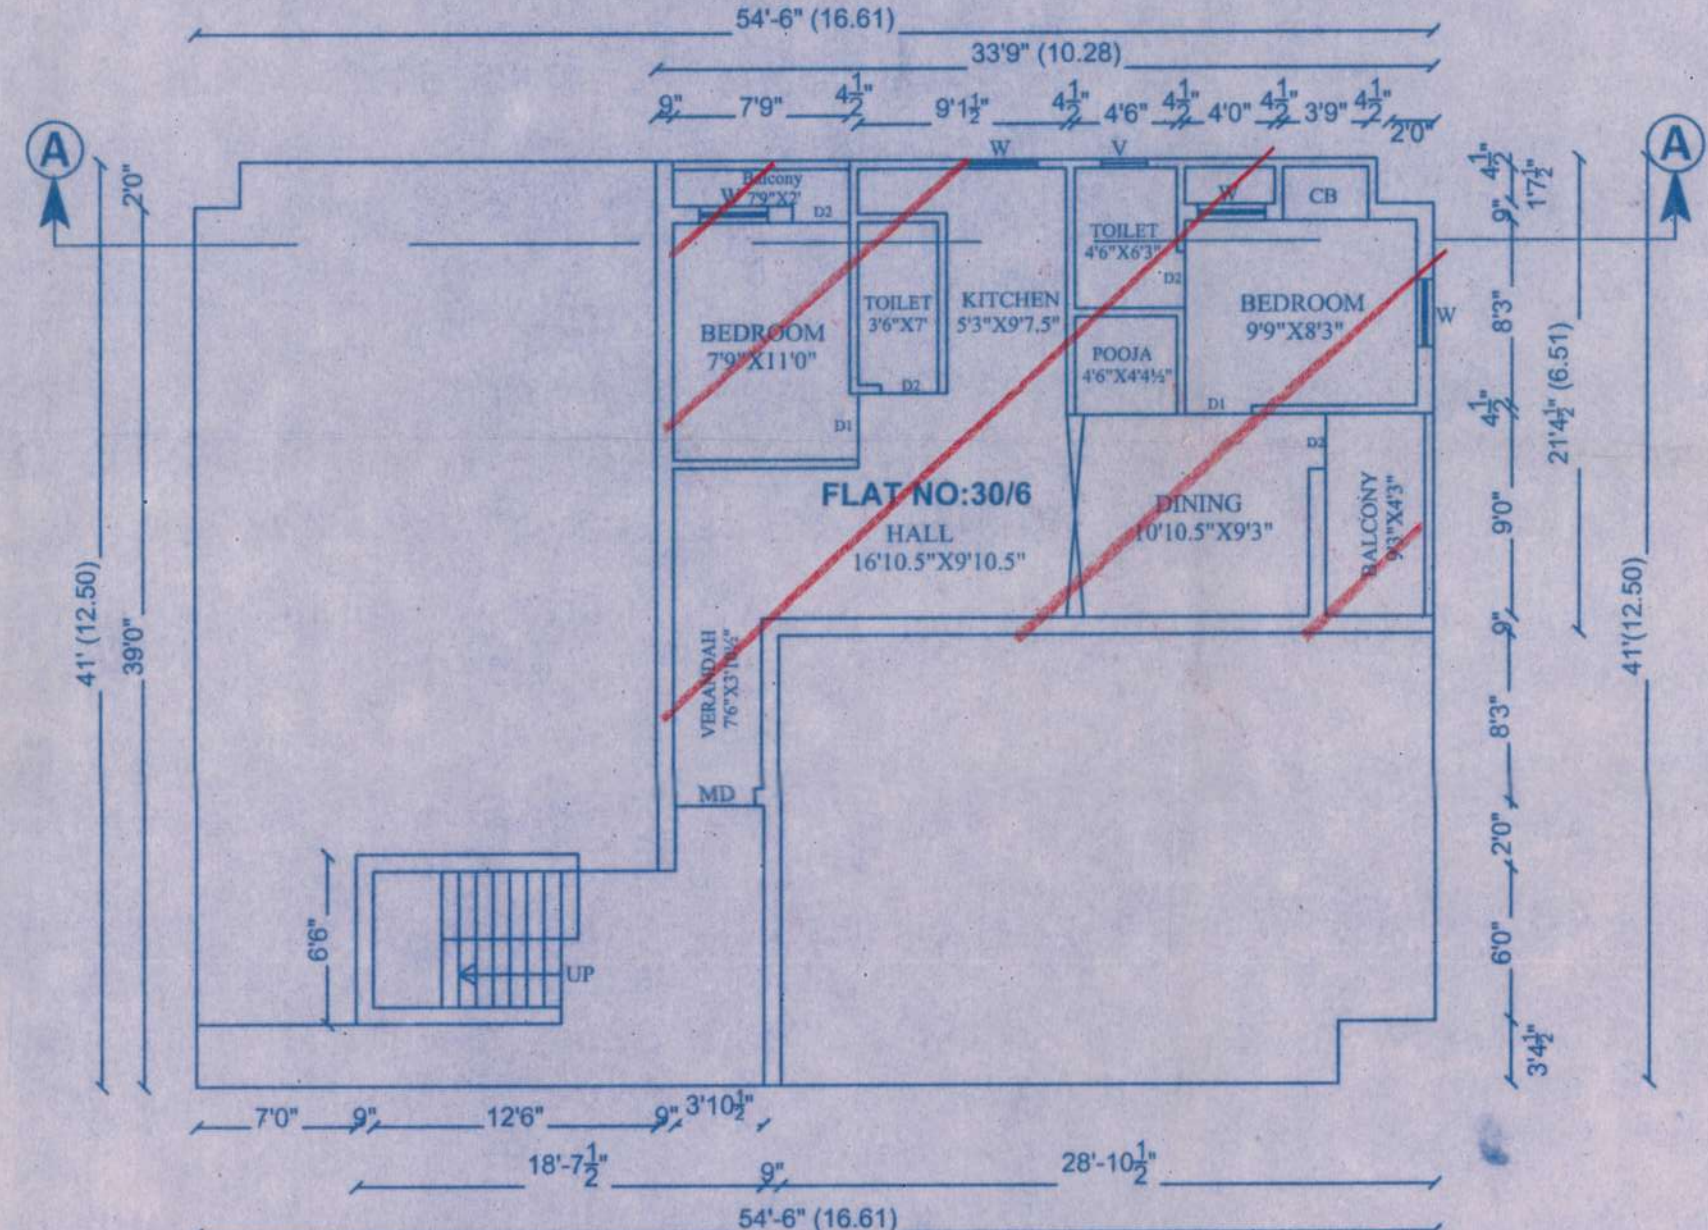 54'-6" (16.61)
33'9" (10.28)
9" 7'9" 4½" 9'1½" 4½" 4'6" 4½" 4'0" 4½" 3'9" 4½" 2'0"
A
A
W
V
4½"
1'7½"
9"
8'3"
4½"
9'0"
9"
8'3"
2'0"
6'0"
3'4½"
21'4½" (6.51)
41'(12.50)
2'0"
39'0"
41' (12.50)
Balcony
7'9"X2'
W
D2
W
CB
TOILET
4'6"X6'3"
D2
BEDROOM
7'9"X11'0"
D1
TOILET
3'6"X7'
D2
KITCHEN
5'3"X9'7.5"
BEDROOM
9'9"X8'3"
W
POOJA
4'6"X4'4½"
D1
D2
FLAT NO:30/6
HALL
16'10.5"X9'10.5"
DINING
10'10.5"X9'3"
BALCONY
9'3"X4'3"
VERANDAH
7'6"X3'10½"
MD
6'6"
UP
7'0" 9" 12'6" 9" 3'10½"
18'-7½" 9" 28'-10½"
54'-6" (16.61)